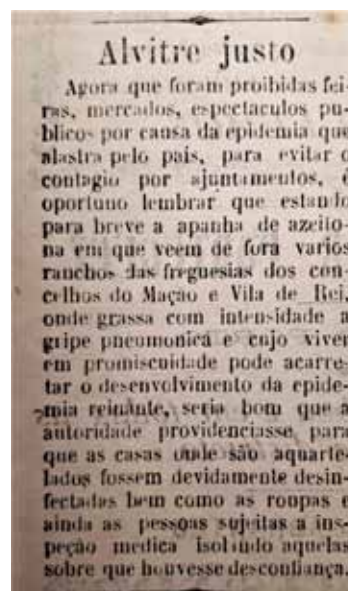 Alvitre justo
Agora que foram proibidas fei-
ras, mercados, espectaculos pu-
blicos por causa da epidemia que
alastra pelo pais, para evitar o
contagio por ajuntamentos, é
oportuno lembrar que estando
para breve a apanha de azeito-
na em que veem de fora varios
ranchos das freguesias dos con-
celhos do Mação e Vila de Rei,
onde grassa com intensidade a
gripe pneumonica e cujo viver
em promiscuidade pode acarre-
tar o desenvolvimento da epide-
mia reinante, seria bom que a
autoridade providenciasse para
que as casas onde são aquarte-
lados fossem devidamente desin-
fectadas bem como as roupas e
ainda as pessoas sujeitas a ins-
peção medica isolando aquelas
sobre que houvesse desconfiança.